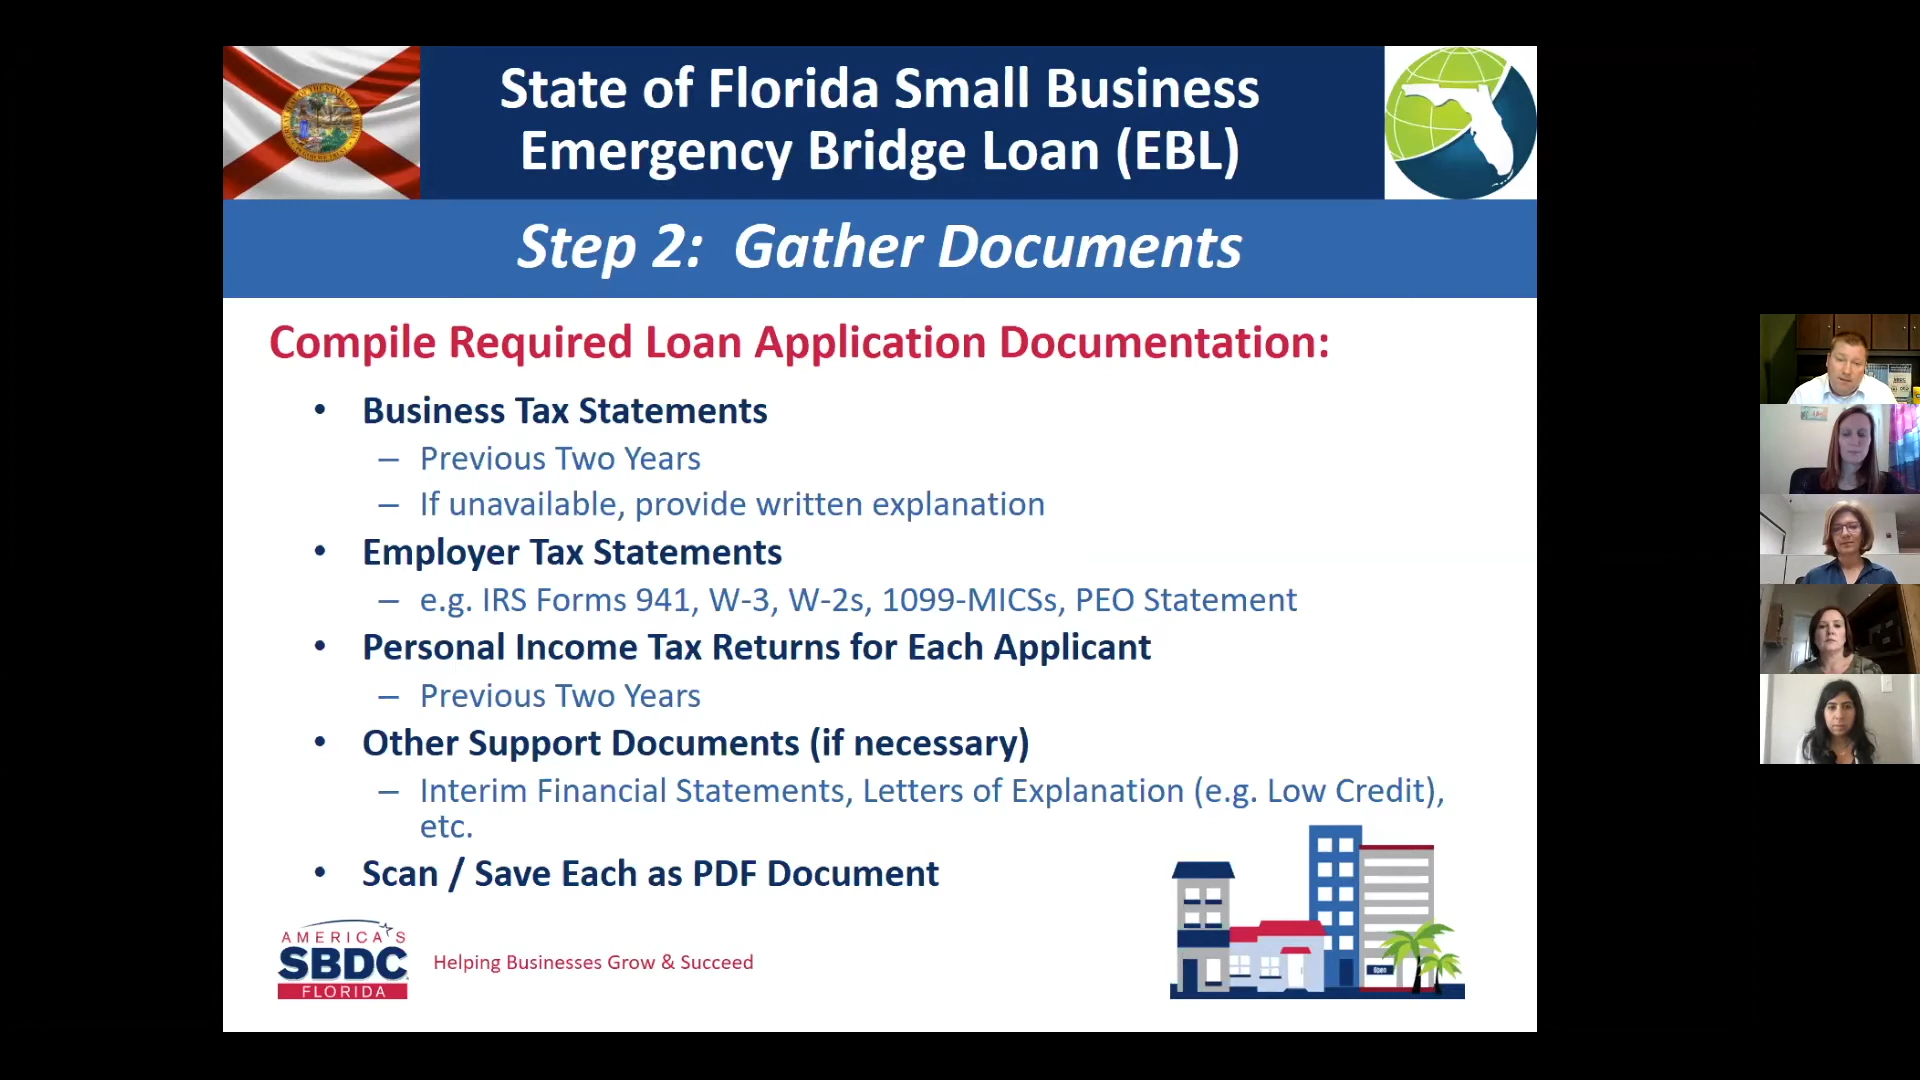 State of Florida Small Business
Emergency Bridge Loan (EBL)
Step 2: Gather Documents
Compile Required Loan Application Documentation:
• Business Tax Statements
– Previous Two Years
– If unavailable, provide written explanation
• Employer Tax Statements
– e.g. IRS Forms 941, W-3, W-2s, 1099-MICSs, PEO Statement
• Personal Income Tax Returns for Each Applicant
– Previous Two Years
• Other Support Documents (if necessary)
– Interim Financial Statements, Letters of Explanation (e.g. Low Credit),
etc.
• Scan / Save Each as PDF Document
AMERICA'S
SBDC
FLORIDA
Helping Businesses Grow & Succeed
Open